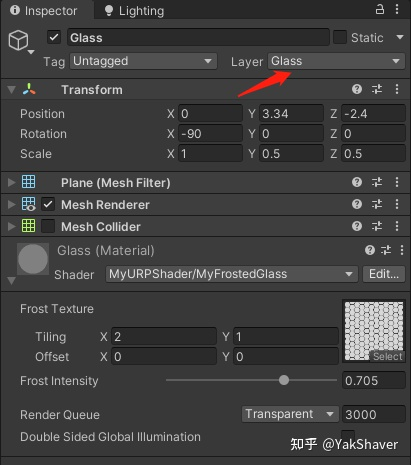 Inspector Lighting
Glass Static
Tag Untagged Layer Glass
Transform
Position X 0 Y 3.34 Z -2.4
Rotation X -90 Y 0 Z 0
Scale X 1 Y 0.5 Z 0.5
Plane (Mesh Filter)
Mesh Renderer
Mesh Collider
Glass (Material)
Shader MyURPShader/MyFrostedGlass Edit...
Frost Texture
Tiling X 2 Y 1
Offset X 0 Y 0
Select
Frost Intensity 0.705
Render Queue Transparent 3000
Double Sided Global Illumination
知乎 @YakShaver